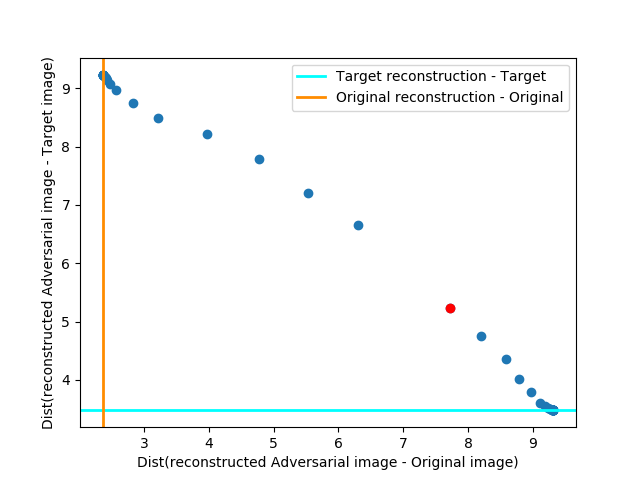 Target reconstruction - Target
Original reconstruction - Original
Dist(reconstructed Adversarial image - Target image)
9
8
7
6
5
4
3 4 5 6 7 8 9
Dist(reconstructed Adversarial image - Original image)